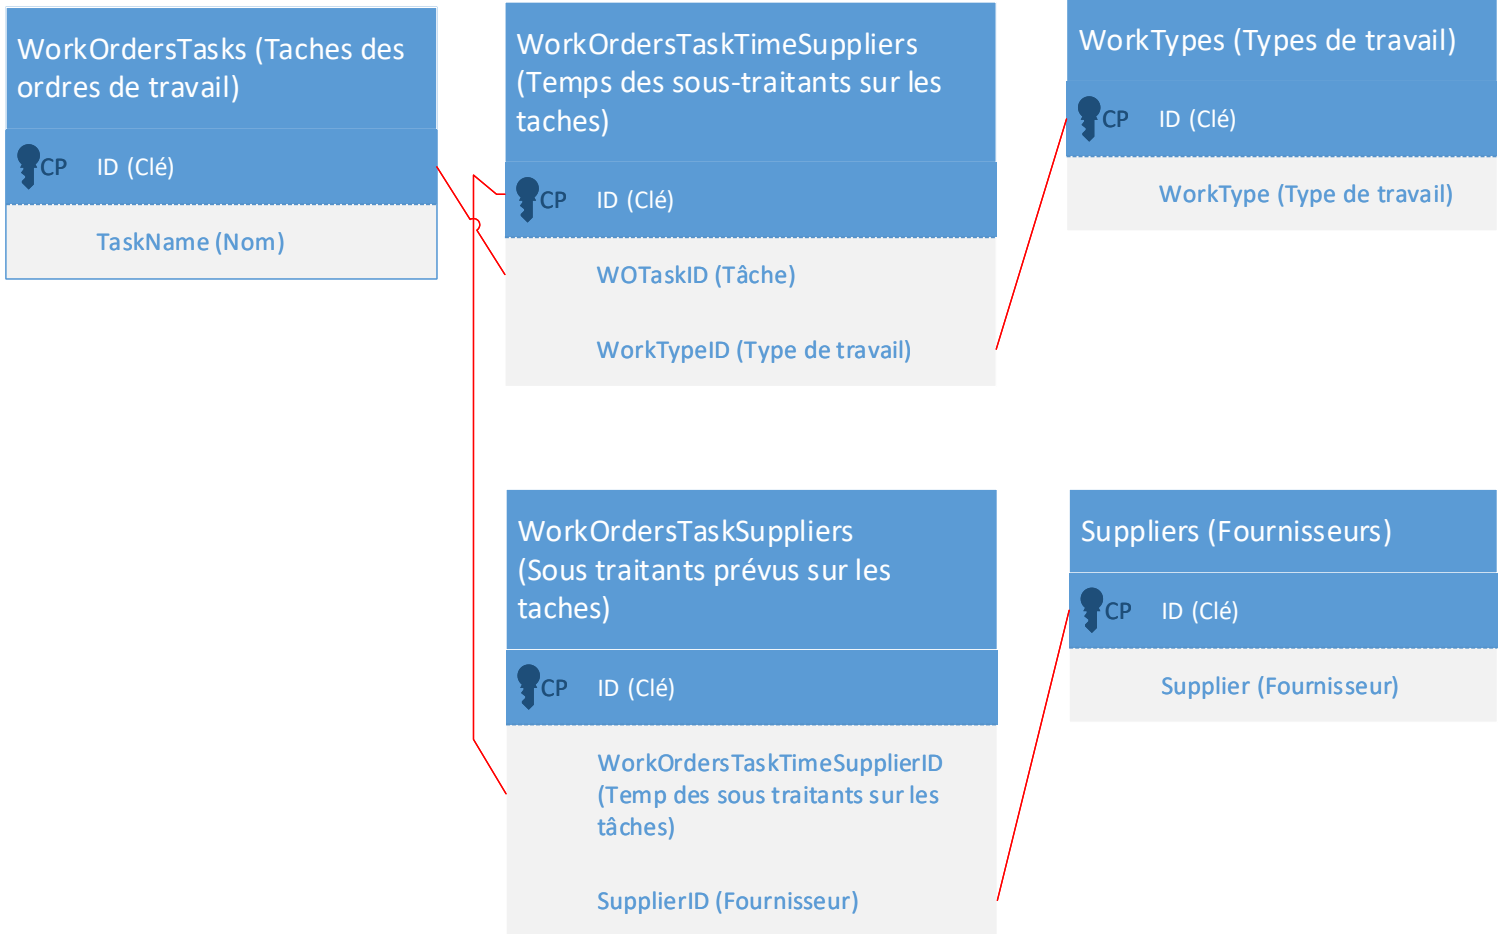 WorkOrdersTasks (Taches des
ordres de travail)
CP ID (Clé)
TaskName (Nom)
WorkOrdersTaskTimeSuppliers
(Temps des sous-traitants sur les
taches)
CP ID (Clé)
WOTaskID (Tâche)
WorkTypeID (Type de travail)
WorkTypes (Types de travail)
CP ID (Clé)
WorkType (Type de travail)
WorkOrdersTaskSuppliers
(Sous traitants prévus sur les
taches)
CP ID (Clé)
WorkOrdersTaskTimeSupplierID
(Temp des sous traitants sur les
tâches)
SupplierID (Fournisseur)
Suppliers (Fournisseurs)
CP ID (Clé)
Supplier (Fournisseur)